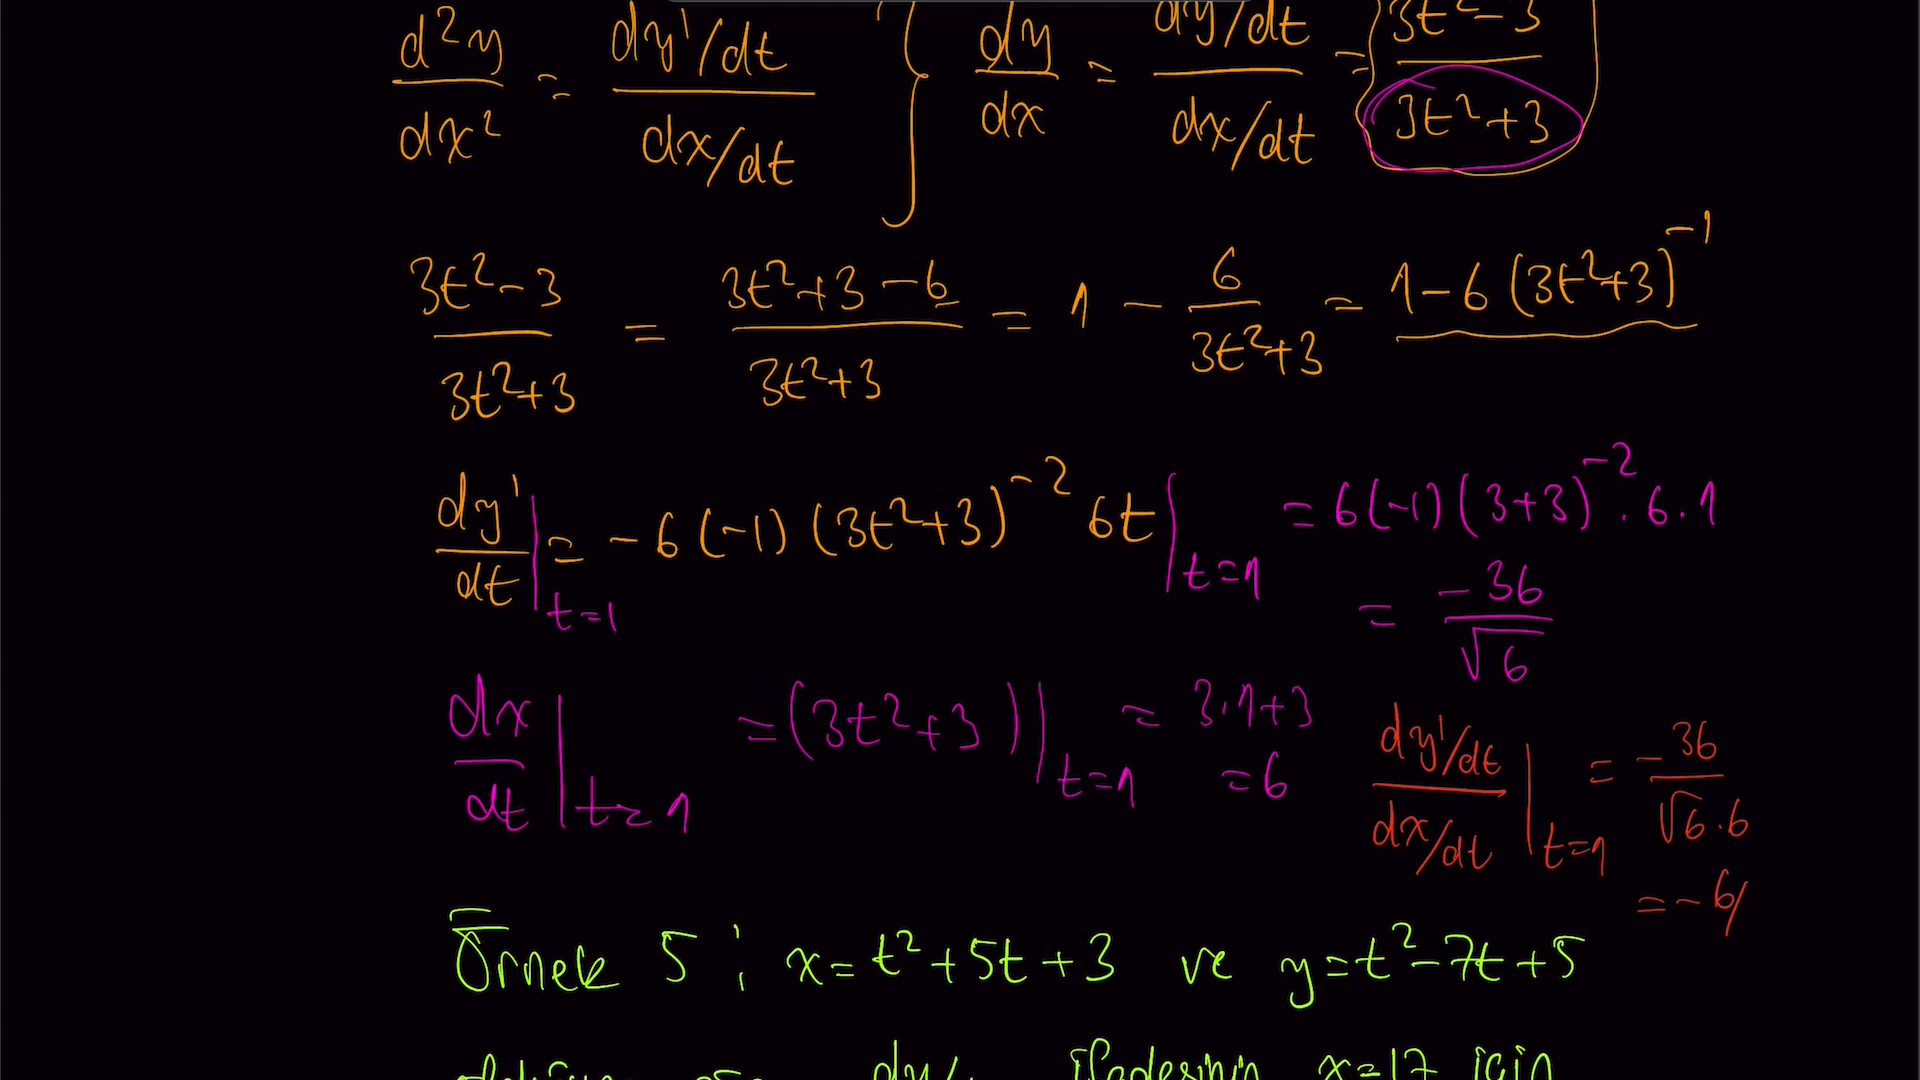 d²y/dx² = (dy'/dt)/(dx/dt) } dy/dx = (dy/dt)/(dx/dt) = (3t²-3)/(3t²+3)
(3t²-3)/(3t²+3) = (3t²+3-6)/(3t²+3) = 1 - 6/(3t²+3) = 1-6(3t²+3)⁻¹
dy'/dt |t=1 = -6(-1)(3t²+3)⁻² 6t |t=1 = 6(-1)(3+3)⁻².6.1
= -36/√6
dx/dt |t=1 = (3t²+3)|t=1 = 3.1+3
= 6
(dy'/dt)/(dx/dt) |t=1 = -36/(√6.6)
= -6/
Örnek 5 : x=t²+5t+3 ve y=t²-7t+5
ifadesinin x=17 için